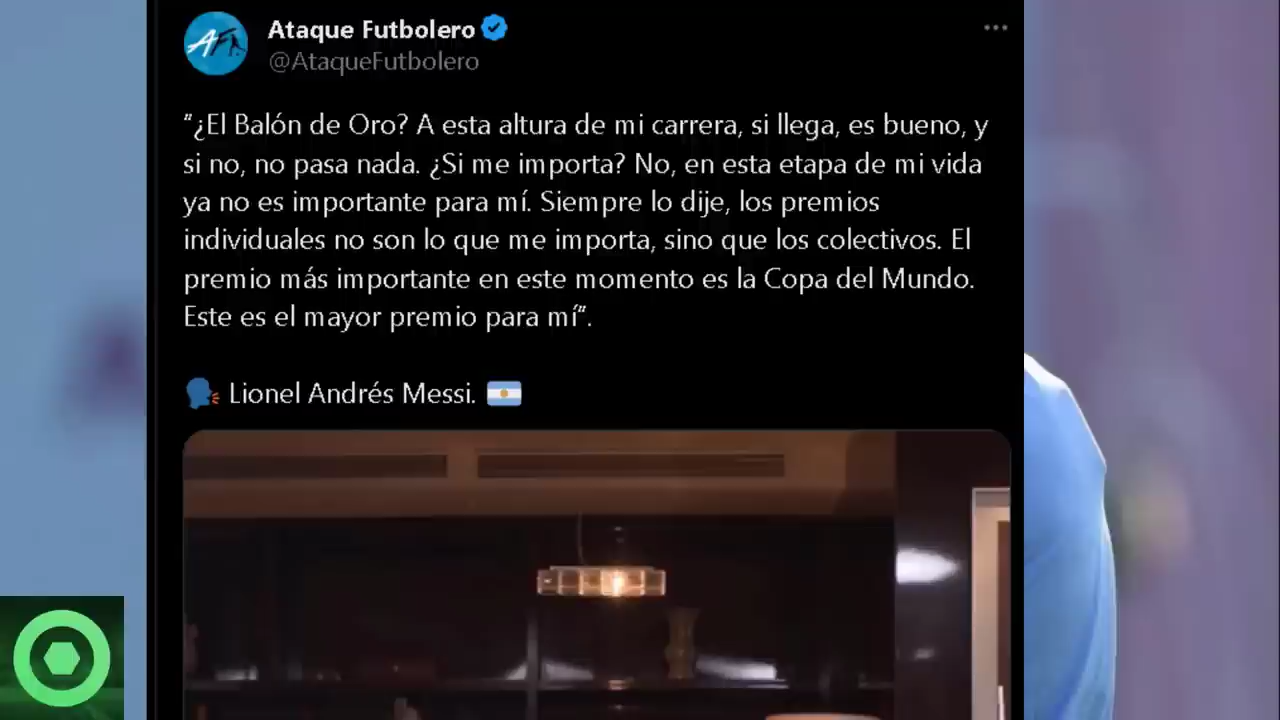 Ataque Futbolero
@AtaqueFutbolero
“¿El Balón de Oro? A esta altura de mi carrera, si llega, es bueno, y
si no, no pasa nada. ¿Si me importa? No, en esta etapa de mi vida
ya no es importante para mí. Siempre lo dije, los premios
individuales no son lo que me importa, sino que los colectivos. El
premio más importante en este momento es la Copa del Mundo.
Este es el mayor premio para mí”.
Lionel Andrés Messi.